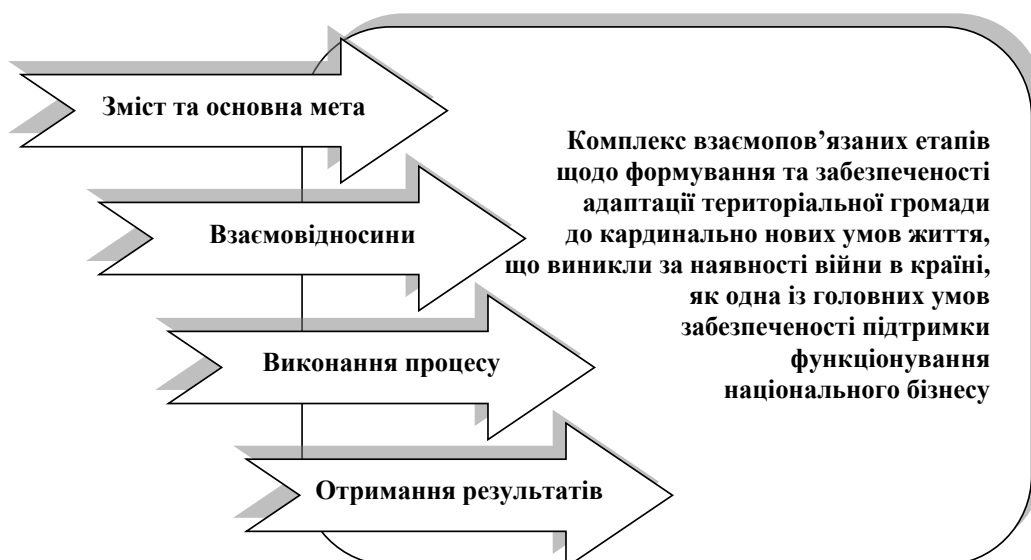 Зміст та основна мета
Взаємовідносини
Виконання процесу
Отримання результатів
Комплекс взаємопов’язаних етапів
щодо формування та забезпеченості
адаптації територіальної громади
до кардинально нових умов життя,
що виникли за наявності війни в країні,
як одна із головних умов
забезпеченості підтримки
функціонування
національного бізнесу